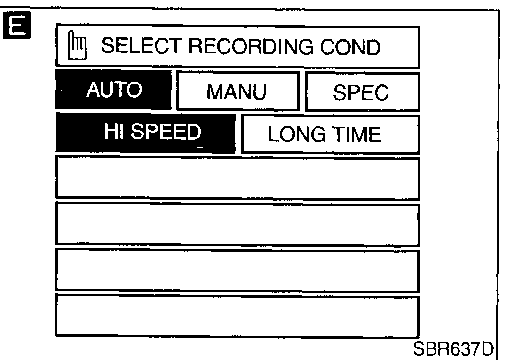 E
SELECT RECORDING COND
AUTO MANU SPEC
HI SPEED LONG TIME
SBR637D